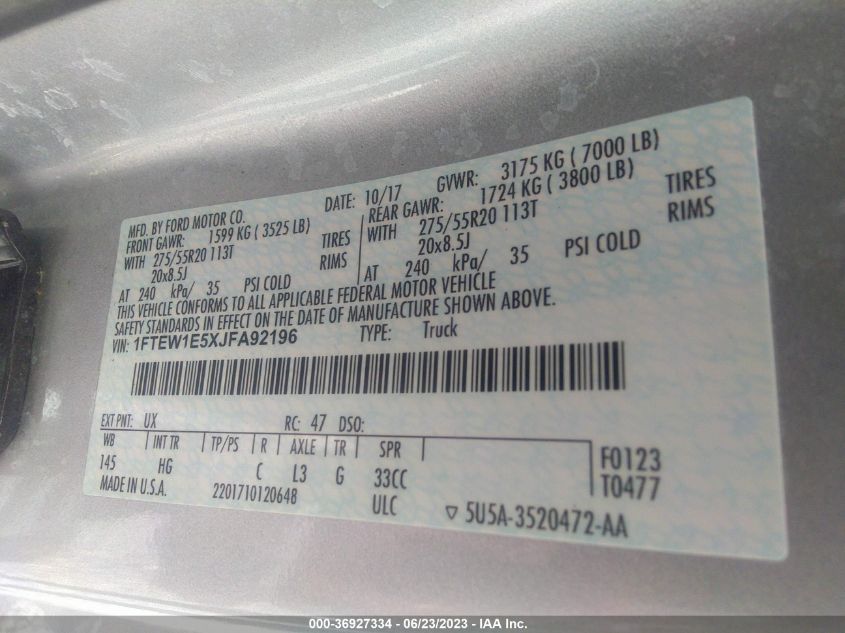 MFD. BY FORD MOTOR CO.
DATE: 10/17
GVWR: 3175 KG ( 7000 LB)
FRONT GAWR: 1599 KG ( 3525 LB)
WITH 275/55R20 113T TIRES
20x8.5J RIMS
AT 240 kPa/ 35 PSI COLD
REAR GAWR: 1724 KG ( 3800 LB)
WITH 275/55R20 113T TIRES
20x8.5J RIMS
AT 240 kPa/ 35 PSI COLD
THIS VEHICLE CONFORMS TO ALL APPLICABLE FEDERAL MOTOR VEHICLE
SAFETY STANDARDS IN EFFECT ON THE DATE OF MANUFACTURE SHOWN ABOVE.
VIN: 1FTEW1E5XJFA92196 TYPE: Truck
EXT PNT: UX RC: 47 DSO:
WB INT TR TP/PS R AXLE TR SPR
145 HG C L3 G 33CC
F0123
T0477
MADE IN U.S.A. 2201710120648 ULC
▽ 5U5A-3520472-AA
000-36927334 - 06/23/2023 - IAA Inc.